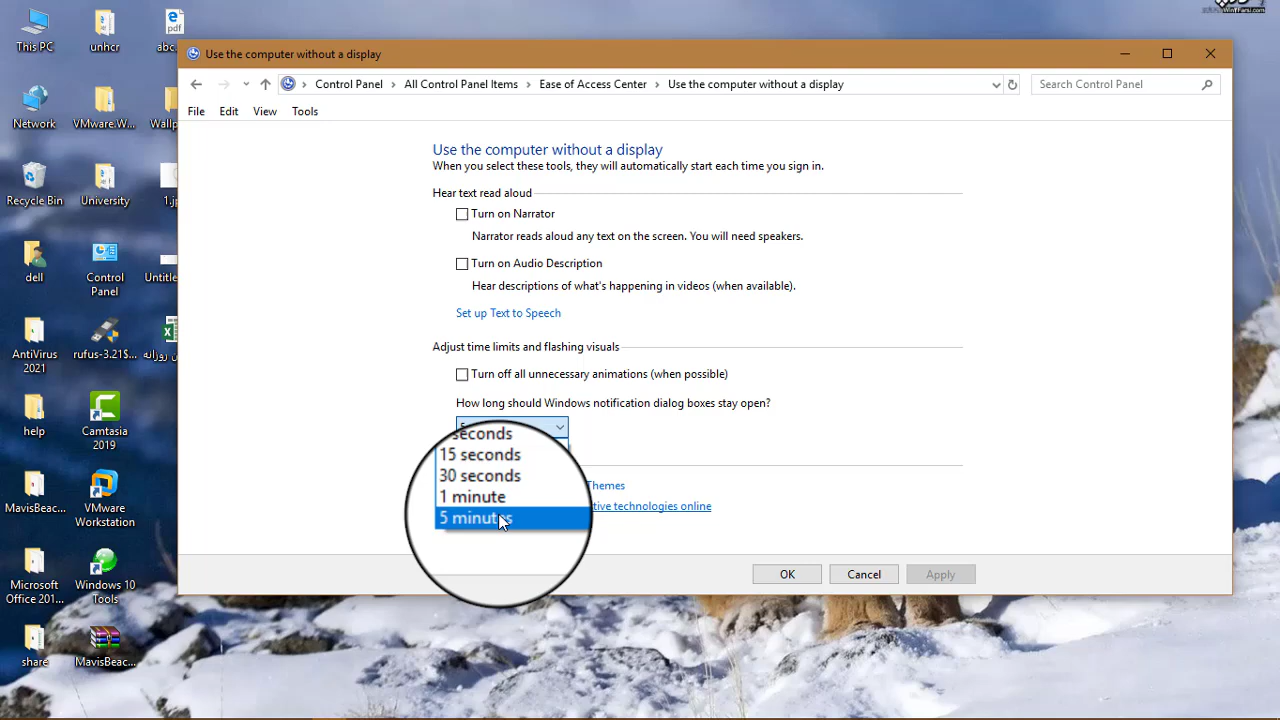 This PC
unhcr
abc.
Network
VMware.W...
Wallp
Recycle Bin
University
1.jp
dell
Control
Panel
Untitle
AntiVirus
2021
rufus-3.21$...
ن روزانه
help
Camtasia
2019
MavisBeac...
VMware
Workstation
Microsoft
Office 201...
Windows 10
Tools
share
MavisBeac...
Use the computer without a display
Control Panel
All Control Panel Items
Ease of Access Center
Use the computer without a display
Search Control Panel
File
Edit
View
Tools
Use the computer without a display
When you select these tools, they will automatically start each time you sign in.
Hear text read aloud
Turn on Narrator
Narrator reads aloud any text on the screen. You will need speakers.
Turn on Audio Description
Hear descriptions of what's happening in videos (when available).
Set up Text to Speech
Adjust time limits and flashing visuals
Turn off all unnecessary animations (when possible)
How long should Windows notification dialog boxes stay open?
seconds
15 seconds
30 seconds
1 minute
5 minutes
Themes
tive technologies online
OK
Cancel
Apply